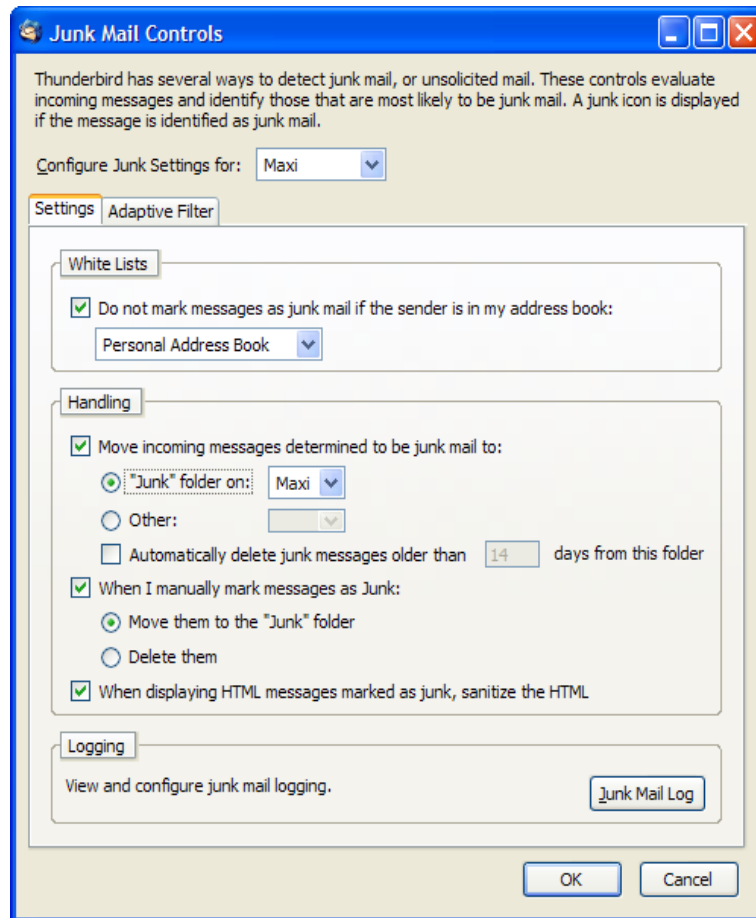 Junk Mail Controls
Thunderbird has several ways to detect junk mail, or unsolicited mail. These controls evaluate
incoming messages and identify those that are most likely to be junk mail. A junk icon is displayed
if the message is identified as junk mail.
Configure Junk Settings for: Maxi
Settings Adaptive Filter
White Lists
Do not mark messages as junk mail if the sender is in my address book:
Personal Address Book
Handling
Move incoming messages determined to be junk mail to:
"Junk" folder on: Maxi
Other:
Automatically delete junk messages older than 14 days from this folder
When I manually mark messages as Junk:
Move them to the "Junk" folder
Delete them
When displaying HTML messages marked as junk, sanitize the HTML
Logging
View and configure junk mail logging.
Junk Mail Log
OK Cancel